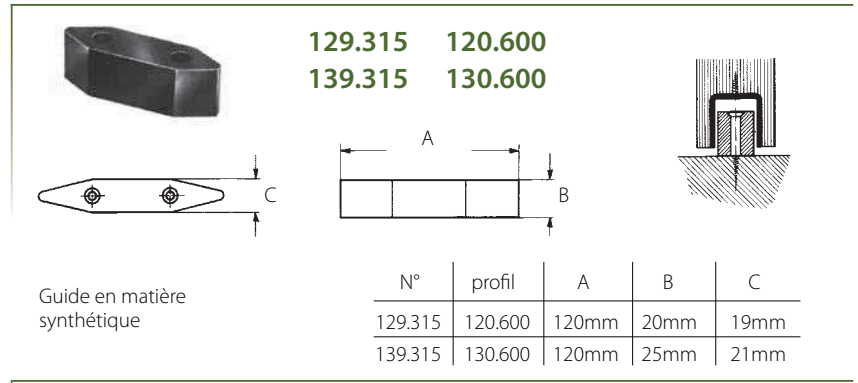 129.315 120.600
139.315 130.600
A
C
B
Guide en matière
synthétique
N° profil A B C
129.315 120.600 120mm 20mm 19mm
139.315 130.600 120mm 25mm 21mm